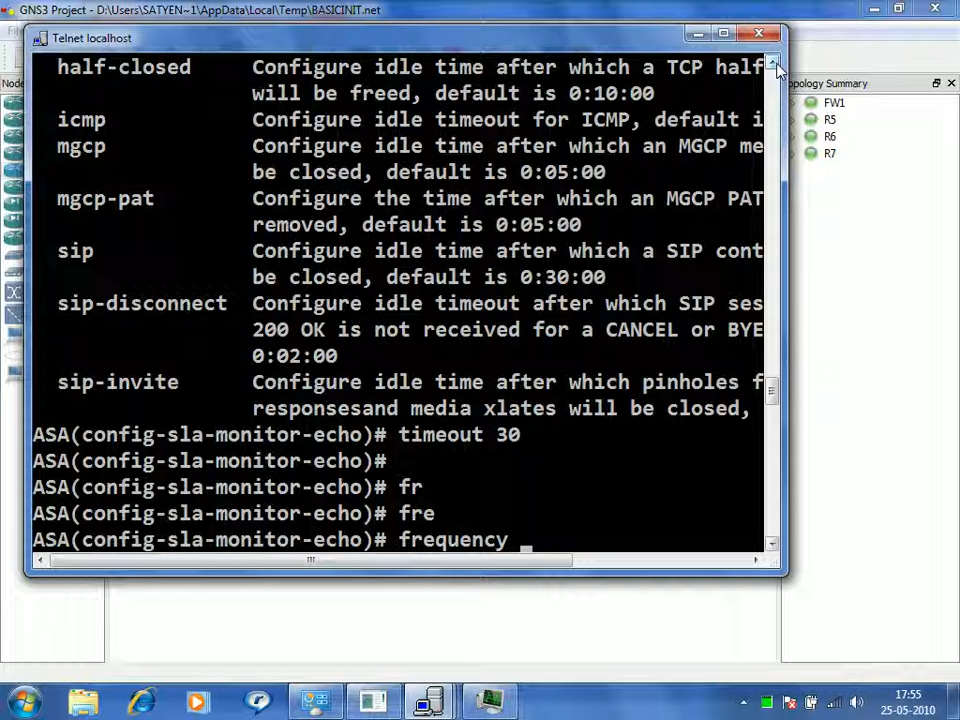 GNS3 Project - D:\Users\SATYEN~1\AppData\Local\Temp\BASICINIT.net
Telnet localhost
Node
opology Summary
FW1
R5
R6
R7
half-closed Configure idle time after which a TCP half
will be freed, default is 0:10:00
icmp Configure idle timeout for ICMP, default i
mgcp Configure idle time after which an MGCP me
be closed, default is 0:05:00
mgcp-pat Configure the time after which an MGCP PAT
removed, default is 0:05:00
sip Configure idle time after which a SIP cont
be closed, default is 0:30:00
sip-disconnect Configure idle timeout after which SIP ses
200 OK is not received for a CANCEL or BYE
0:02:00
sip-invite Configure idle time after which pinholes f
responsesand media xlates will be closed,
ASA(config-sla-monitor-echo)# timeout 30
ASA(config-sla-monitor-echo)#
ASA(config-sla-monitor-echo)# fr
ASA(config-sla-monitor-echo)# fre
ASA(config-sla-monitor-echo)# frequency
17:55
25-05-2010